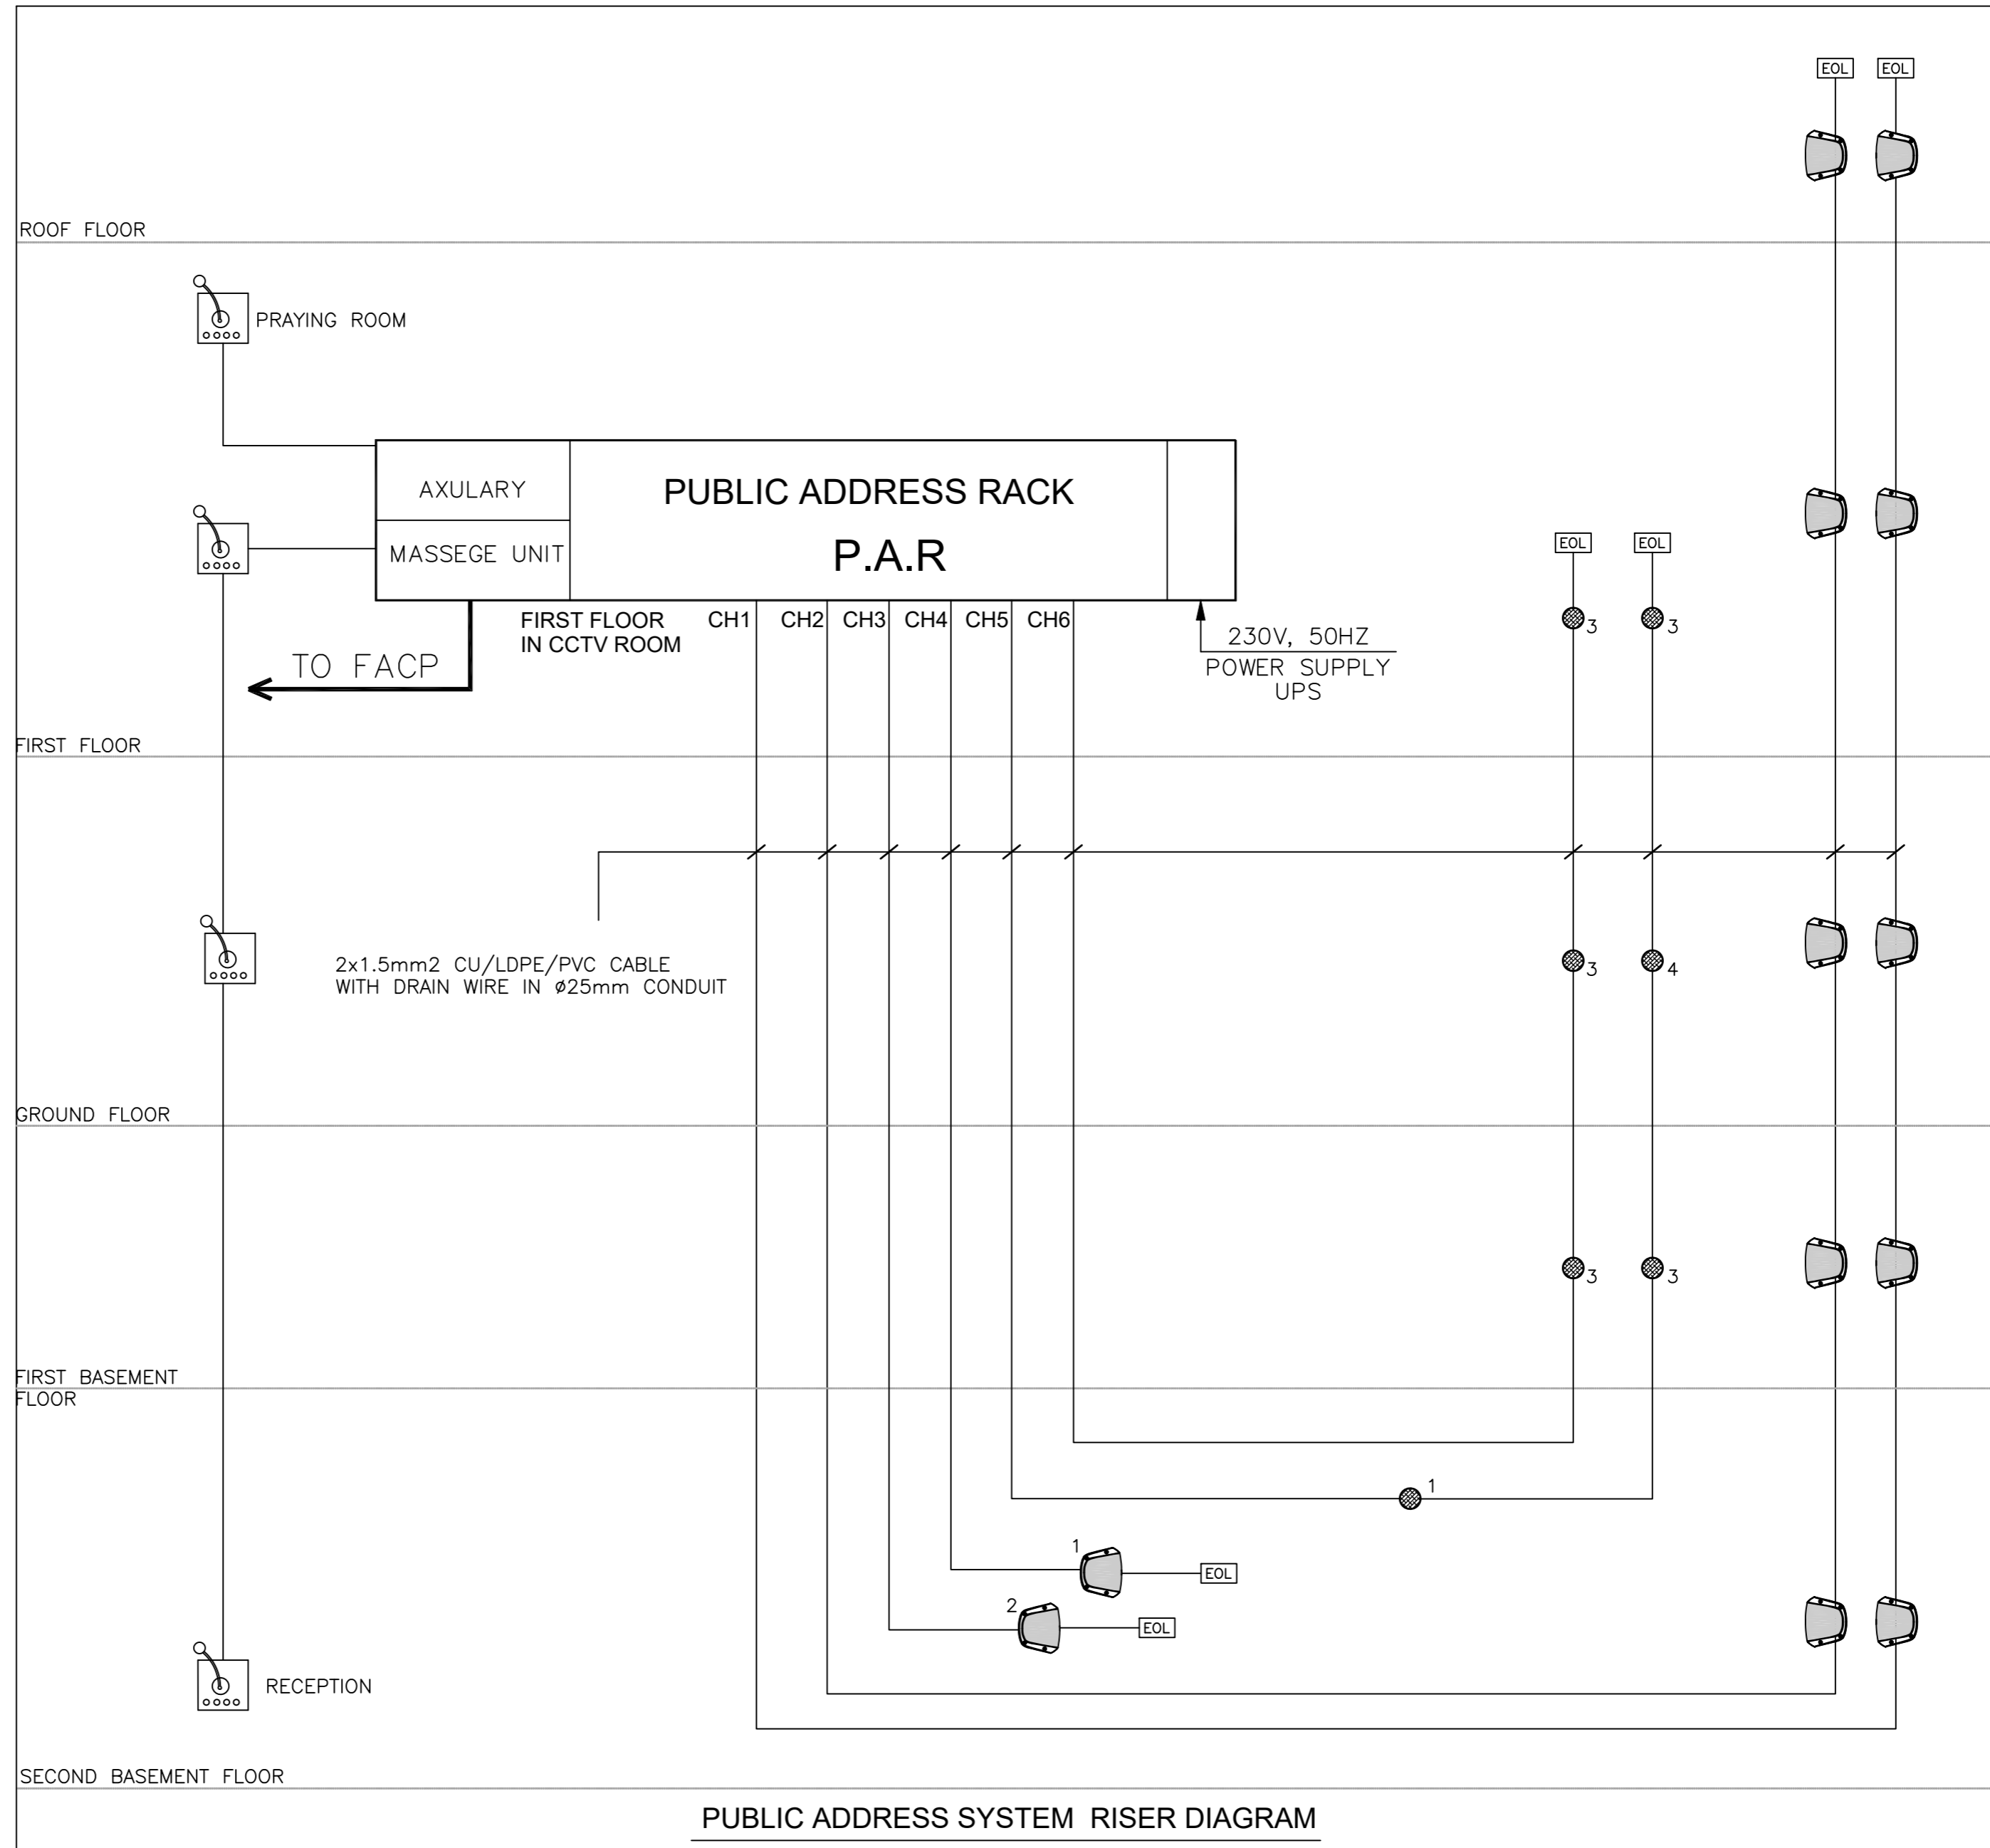 EOL EOL
ROOF FLOOR
PRAYING ROOM
AXULARY
MASSEGE UNIT
PUBLIC ADDRESS RACK
P.A.R
EOL EOL
FIRST FLOOR
IN CCTV ROOM
CH1 CH2 CH3 CH4 CH5 CH6
3 3
230V, 50HZ
POWER SUPPLY
UPS
TO FACP
FIRST FLOOR
2x1.5mm2 CU/LDPE/PVC CABLE
WITH DRAIN WIRE IN ø25mm CONDUIT
3 4
GROUND FLOOR
3 3
FIRST BASEMENT
FLOOR
1
1
EOL
2
EOL
RECEPTION
SECOND BASEMENT FLOOR
PUBLIC ADDRESS SYSTEM RISER DIAGRAM